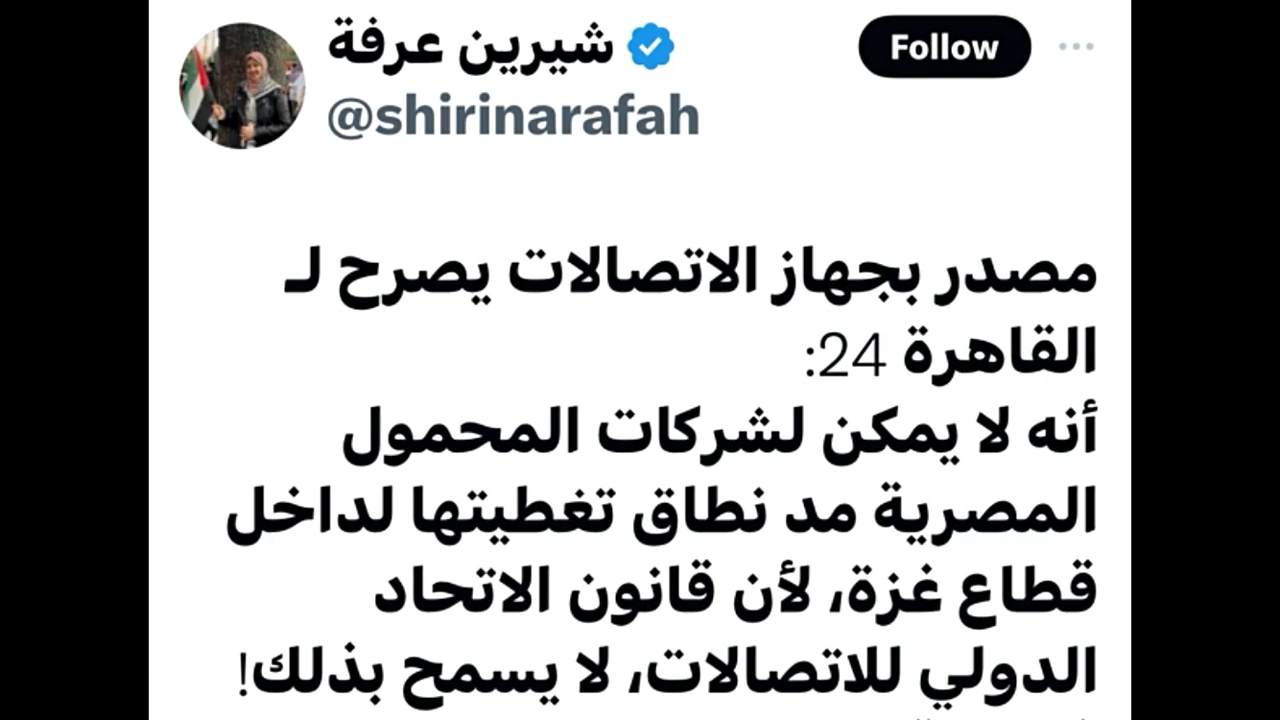 شيرين عرفة
Follow
@shirinarafah
مصدر بجهاز الاتصالات يصرح لـ
القاهرة 24:
أنه لا يمكن لشركات المحمول
المصرية مد نطاق تغطيتها لداخل
قطاع غزة، لأن قانون الاتحاد
الدولي للاتصالات، لا يسمح بذلك!